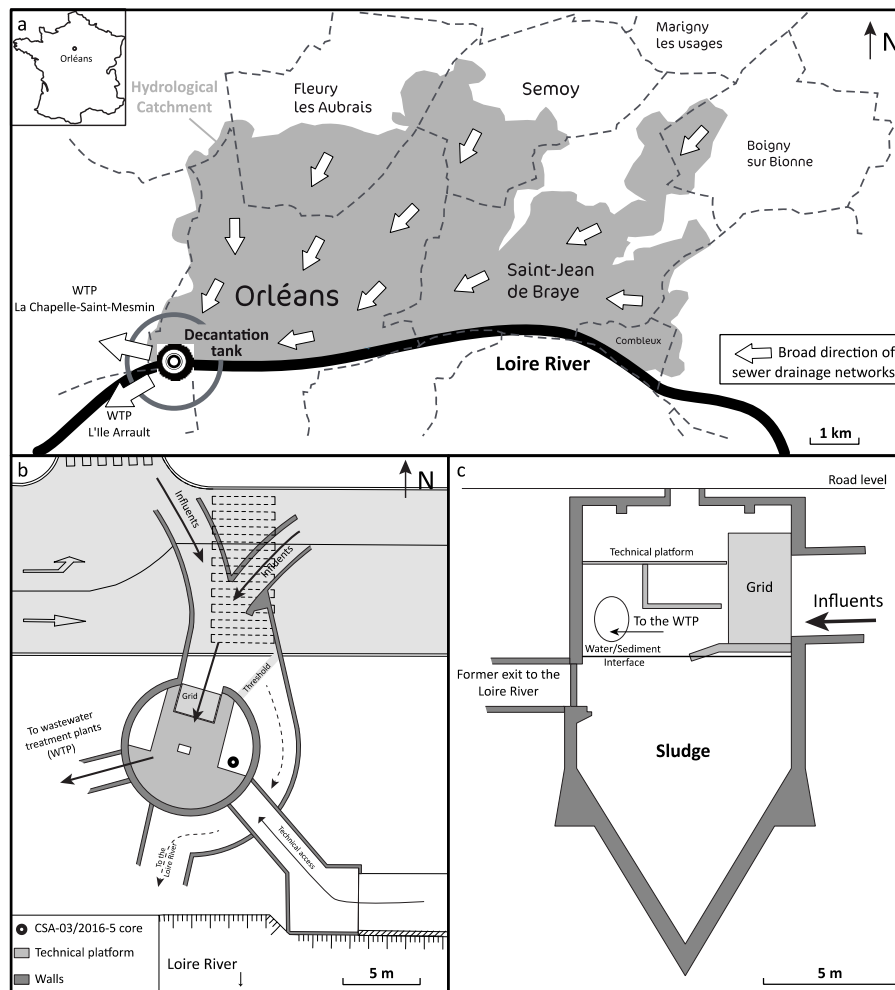 a
Orléans
Hydrological
Catchment
Fleury
les Aubrais
Semoy
Marigny
les usages
N
Boigny
sur Bionne
WTP
La Chapelle-Saint-Mesmin
Orléans
Saint-Jean
de Braye
Decantation
tank
Combleux
Loire River
WTP
L'Ile Arrault
Broad direction of
sewer drainage networks
1 km
b
N
Influents
Influents
Threshold
Grid
To wastewater
treatment plants
(WTP)
To the
Loire River
Technical access
CSA-03/2016-5 core
Technical platform
Walls
Loire River
5 m
c
Road level
Technical platform
Grid
Influents
To the WTP
Water/Sediment
Interface
Former exit to the
Loire River
Sludge
5 m